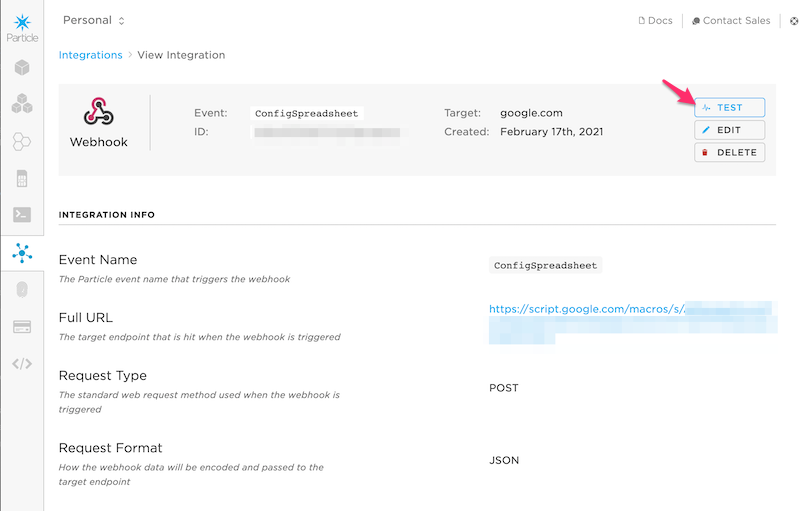 Particle
Personal
Docs
Contact Sales
Integrations > View Integration
Webhook
Event: ConfigSpreadsheet
ID:
Target: google.com
Created: February 17th, 2021
TEST
EDIT
DELETE
INTEGRATION INFO
Event Name
The Particle event name that triggers the webhook
ConfigSpreadsheet
Full URL
The target endpoint that is hit when the webhook is triggered
https://script.google.com/macros/s/
Request Type
The standard web request method used when the webhook is
triggered
POST
Request Format
How the webhook data will be encoded and passed to the
target endpoint
JSON